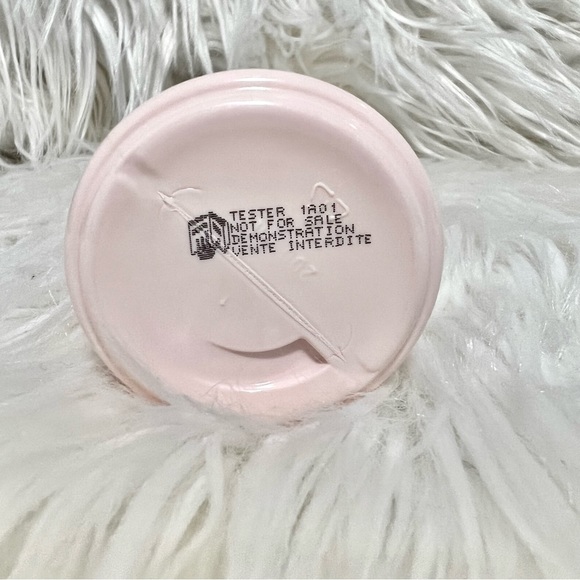 TESTER 1A01
NOT FOR SALE
DEMONSTRATION
VENTE INTERDITE